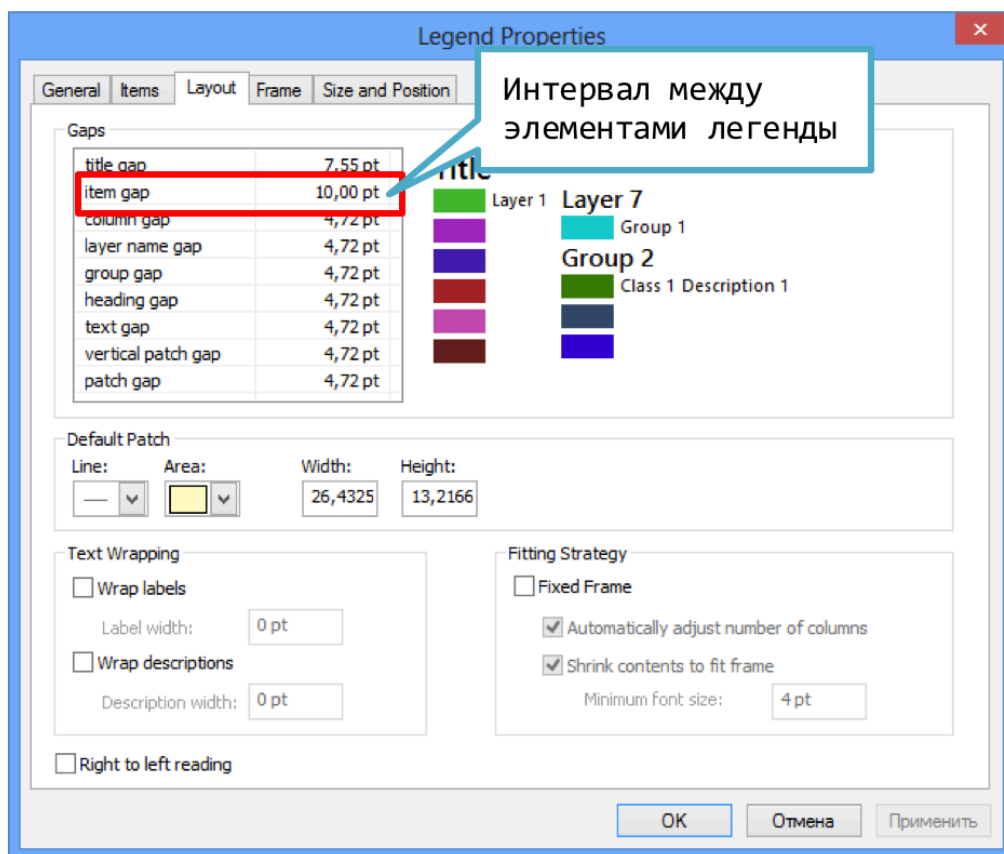 Legend Properties
General Items Layout Frame Size and Position
Интервал между
элементами легенды
Gaps
title gap 7,55 pt
item gap 10,00 pt
column gap 4,72 pt
layer name gap 4,72 pt
group gap 4,72 pt
heading gap 4,72 pt
text gap 4,72 pt
vertical patch gap 4,72 pt
patch gap 4,72 pt
Title
Layer 1
Layer 7
Group 1
Group 2
Class 1 Description 1
Default Patch
Line: Area: Width: Height:
26,4325 13,2166
Text Wrapping
Wrap labels
Label width: 0 pt
Wrap descriptions
Description width: 0 pt
Fitting Strategy
Fixed Frame
Automatically adjust number of columns
Shrink contents to fit frame
Minimum font size: 4 pt
Right to left reading
OK Отмена Применить